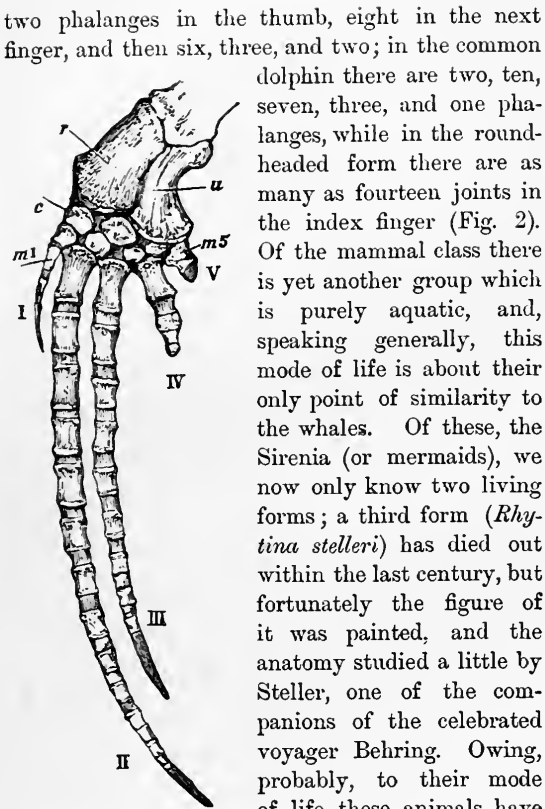 two phalanges in the thumb, eight in the next
finger, and then six, three, and two; in the common
dolphin there are two, ten,
seven, three, and one pha-
langes, while in the round-
headed form there are as
many as fourteen joints in
the index finger (Fig. 2).
Of the mammal class there
is yet another group which
is purely aquatic, and,
speaking generally, this
mode of life is about their
only point of similarity to
the whales. Of these, the
Sirenia (or mermaids), we
now only know two living
forms; a third form (Rhy-
tina stelleri) has died out
within the last century, but
fortunately the figure of
it was painted, and the
anatomy studied a little by
Steller, one of the com-
panions of the celebrated
voyager Behring. Owing,
probably, to their mode
of life these animals have
r
u
c
m1
m5
V
I
IV
III
II